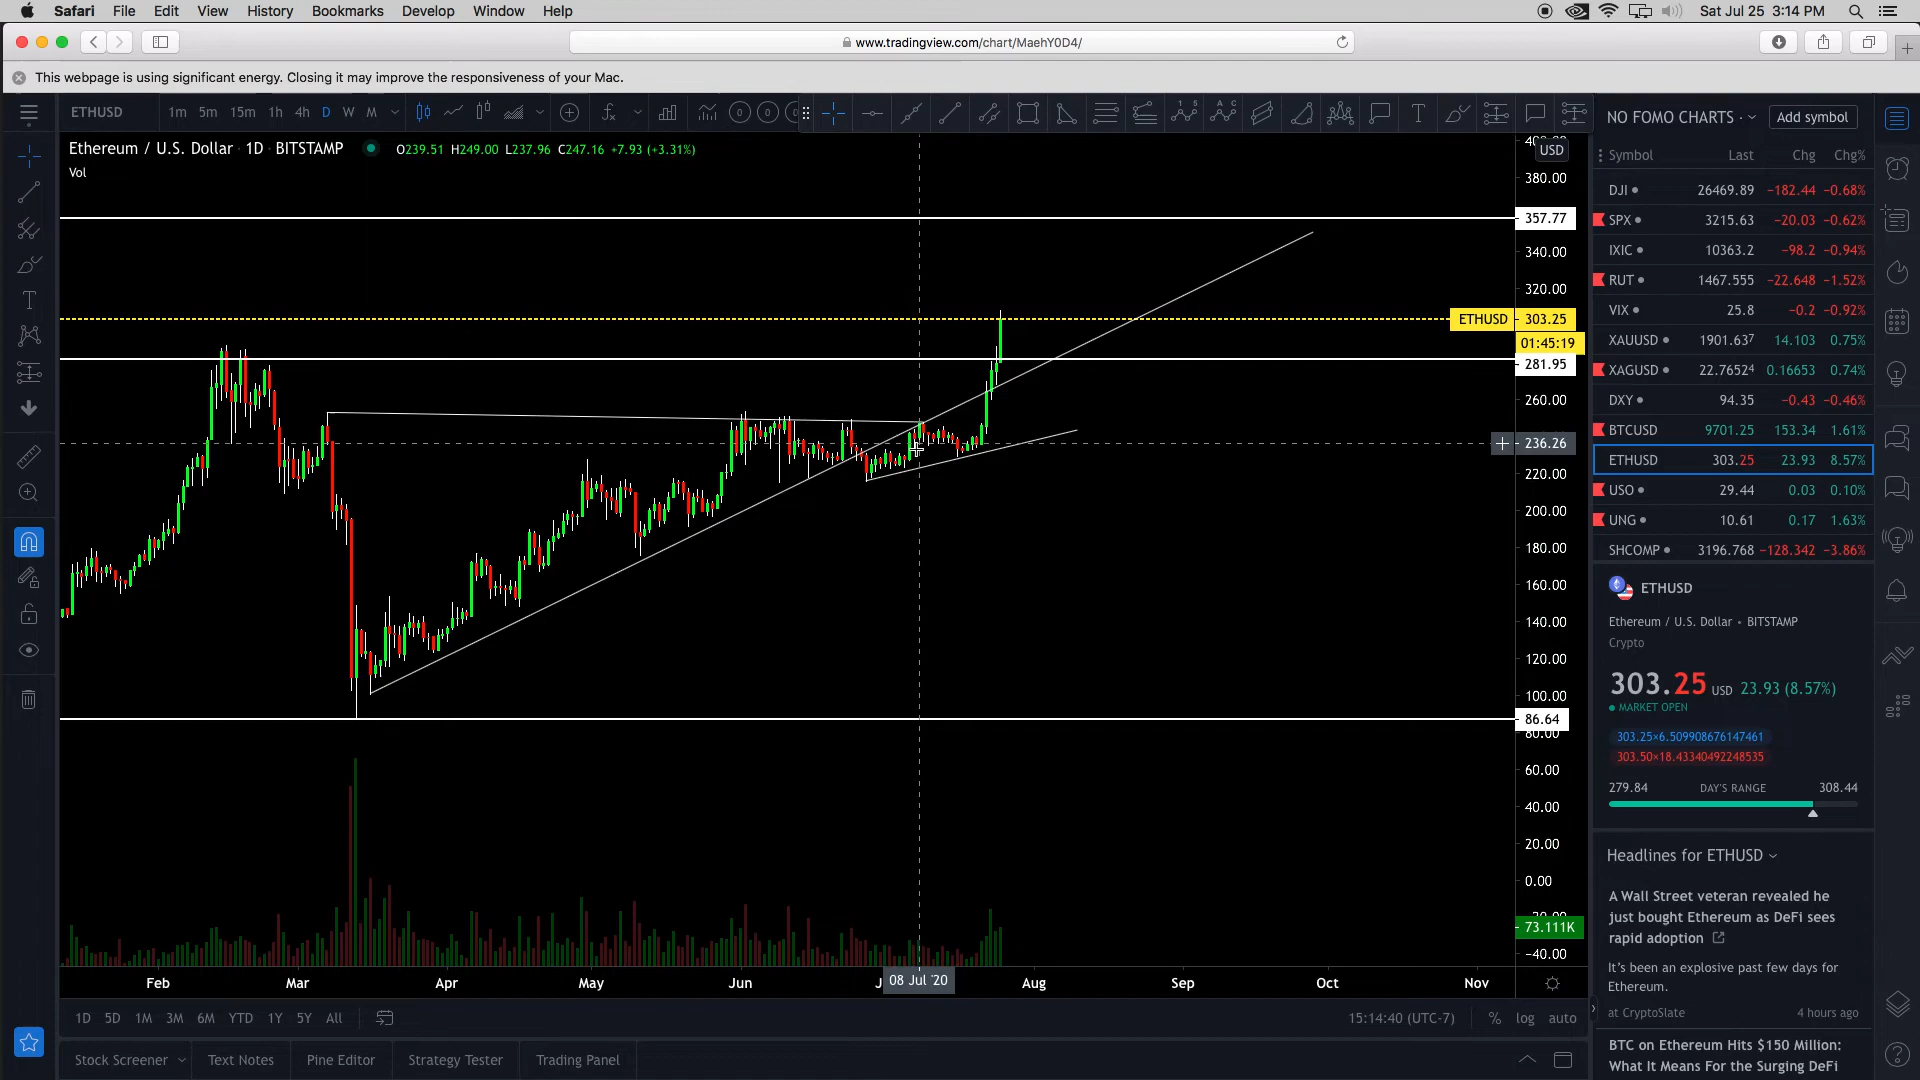 Safari File Edit View History Bookmarks Develop Window Help Sat Jul 25 3:14 PM
www.tradingview.com/chart/MaehY0D4/
This webpage is using significant energy. Closing it may improve the responsiveness of your Mac.
ETHUSD 1m 5m 15m 1h 4h D W M
NO FOMO CHARTS Add symbol
Ethereum / U.S. Dollar 1D BITSTAMP O239.51 H249.00 L237.96 C247.16 +7.93 (+3.31%)
Vol
USD
380.00
357.77
340.00
320.00
ETHUSD 303.25
01:45:19
281.95
260.00
236.26
220.00
200.00
180.00
160.00
140.00
120.00
100.00
86.64
80.00
60.00
40.00
20.00
0.00
73.111K
-40.00
Feb Mar Apr May Jun 08 Jul '20 Aug Sep Oct Nov
1D 5D 1M 3M 6M YTD 1Y 5Y All 15:14:40 (UTC-7) % log auto
Stock Screener Text Notes Pine Editor Strategy Tester Trading Panel
Symbol Last Chg Chg%
DJI 26469.89 -182.44 -0.68%
SPX 3215.63 -20.03 -0.62%
IXIC 10363.2 -98.2 -0.94%
RUT 1467.555 -22.648 -1.52%
VIX 25.8 -0.2 -0.92%
XAUUSD 1901.637 14.103 0.75%
XAGUSD 22.7652⁴ 0.16653 0.74%
DXY 94.35 -0.43 -0.46%
BTCUSD 9701.25 153.34 1.61%
ETHUSD 303.25 23.93 8.57%
USO 29.44 0.03 0.10%
UNG 10.61 0.17 1.63%
SHCOMP 3196.768 -128.342 -3.86%
ETHUSD
Ethereum / U.S. Dollar • BITSTAMP
Crypto
303.25 USD 23.93 (8.57%)
MARKET OPEN
303.25×6.509908676147461
303.50×18.43340492248535
279.84 DAY'S RANGE 308.44
Headlines for ETHUSD
A Wall Street veteran revealed he
just bought Ethereum as DeFi sees
rapid adoption
It's been an explosive past few days for
Ethereum.
at CryptoSlate 4 hours ago
BTC on Ethereum Hits $150 Million:
What It Means For the Surging DeFi